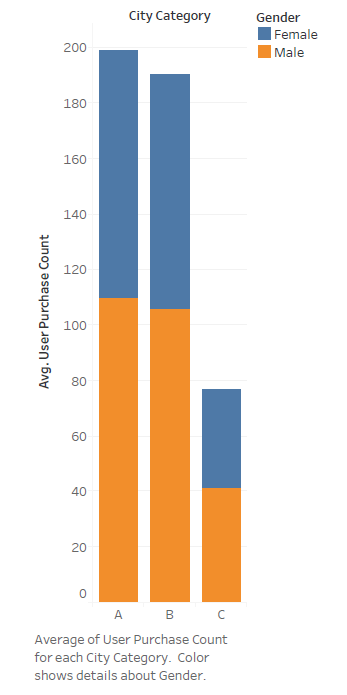 City Category
Gender
Female
Male
Avg. User Purchase Count
200
180
160
140
120
100
80
60
40
20
0
A B C
Average of User Purchase Count
for each City Category. Color
shows details about Gender.